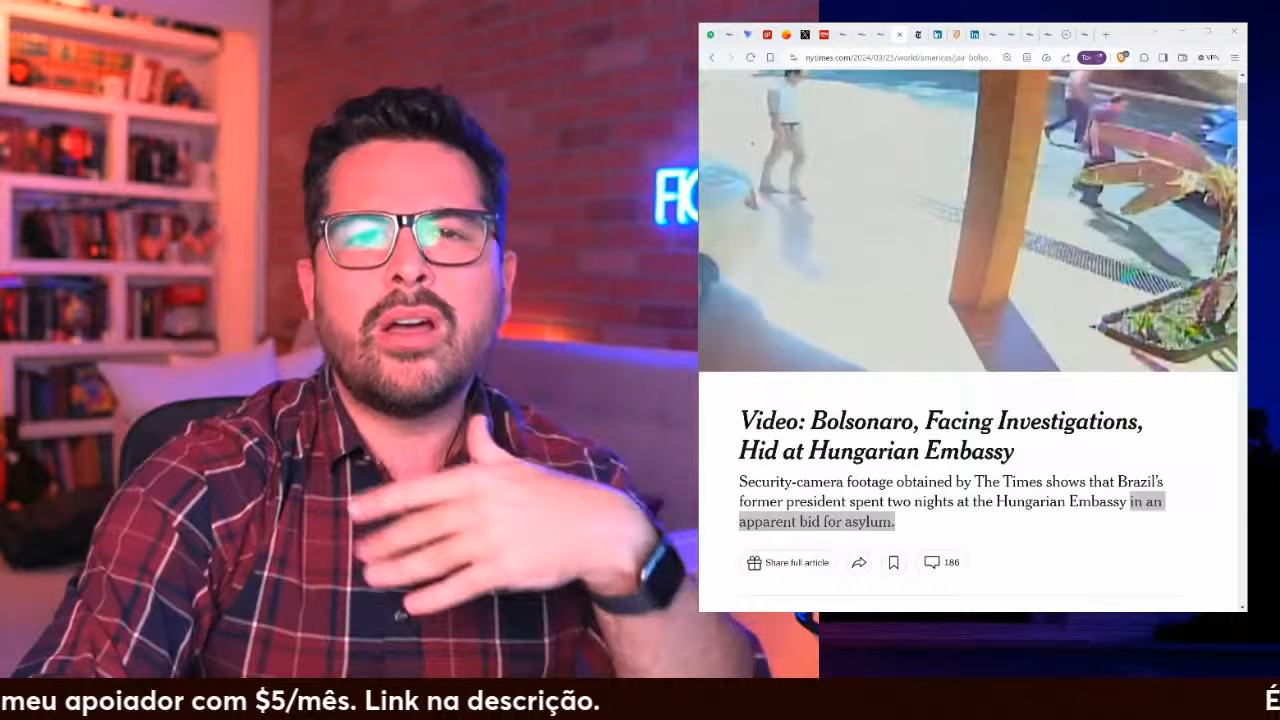 FIG
VPN
nytimes.com/2024/03/25/world/americas/jair-bolso...
Video: Bolsonaro, Facing Investigations,
Hid at Hungarian Embassy
Security-camera footage obtained by The Times shows that Brazil's
former president spent two nights at the Hungarian Embassy in an
apparent bid for asylum.
Share full article
186
meu apoiador com $5/mês. Link na descrição.
É